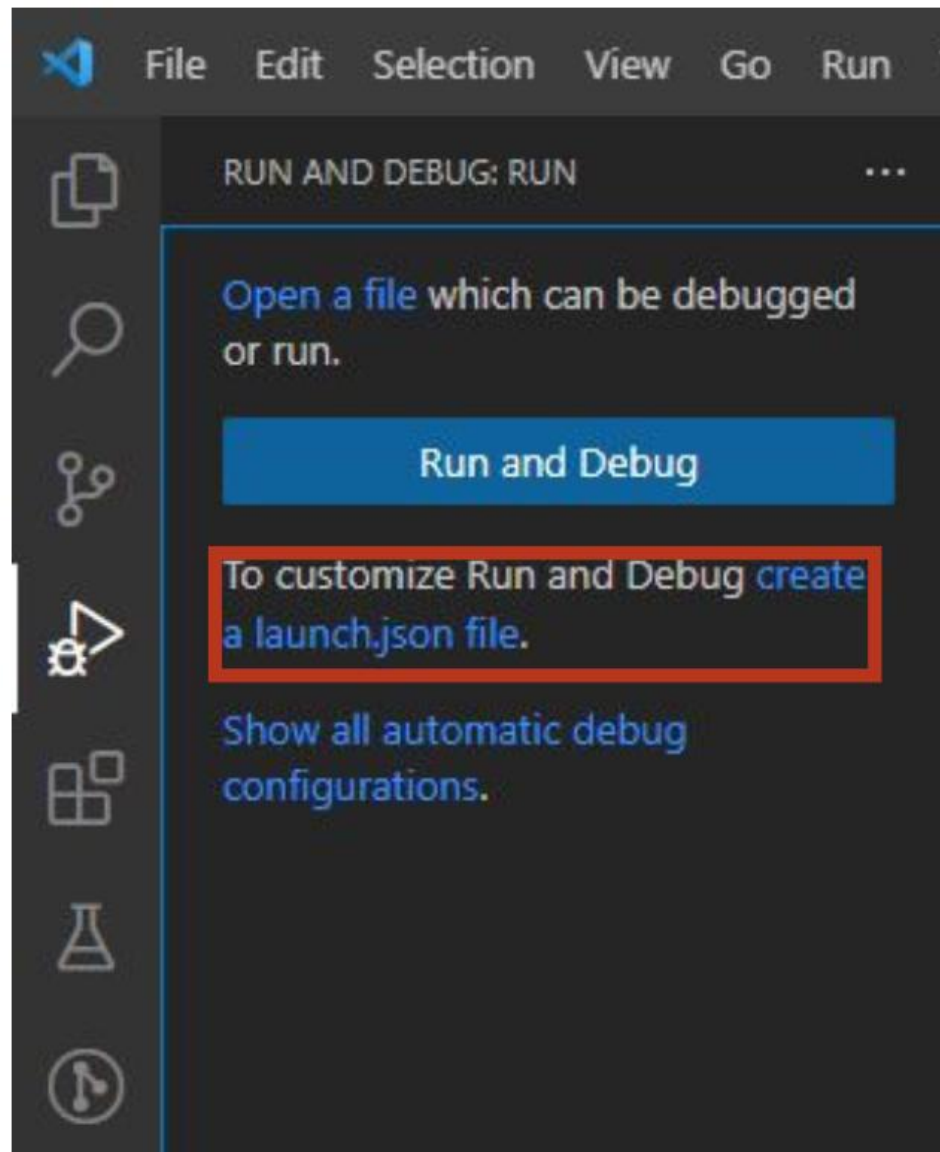 File Edit Selection View Go Run
RUN AND DEBUG: RUN
Open a file which can be debugged
or run.
Run and Debug
To customize Run and Debug create
a launch.json file.
Show all automatic debug
configurations.